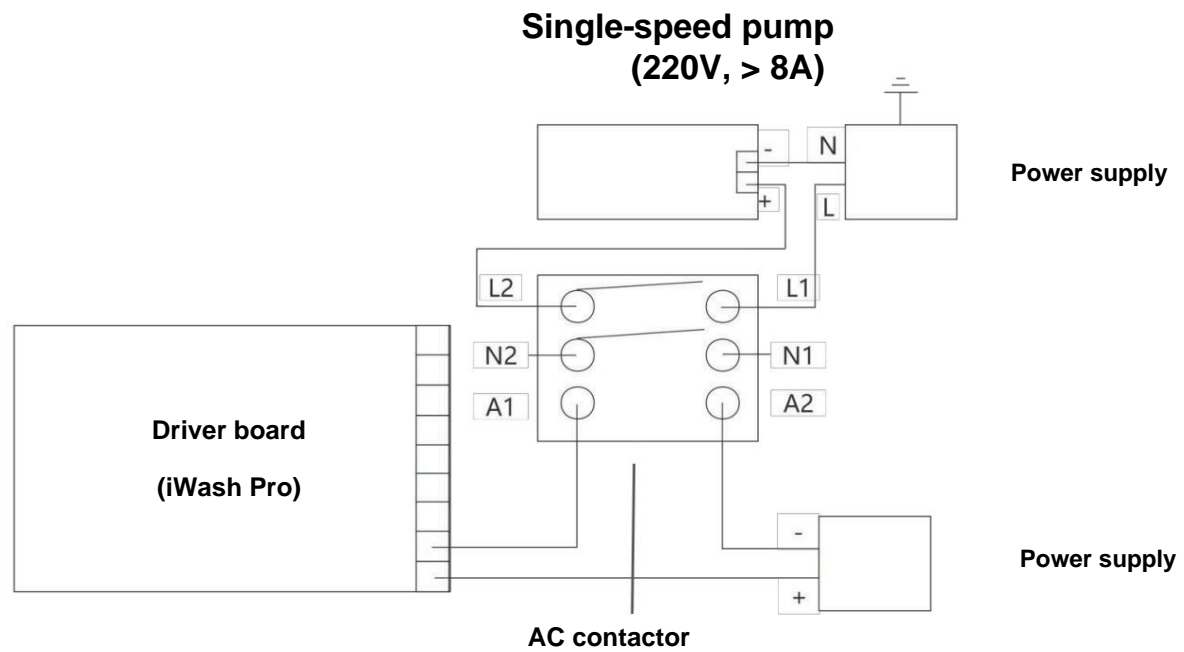 Single-speed pump
(220V, > 8A)
-
N
Power supply
+
L
L2
L1
N2
N1
A1
A2
Driver board
(iWash Pro)
-
Power supply
+
AC contactor